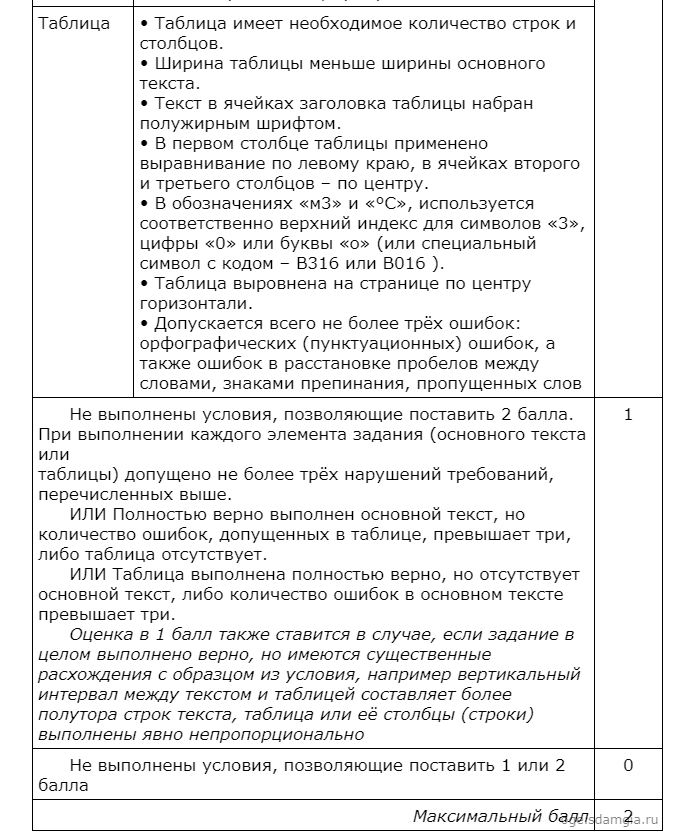 Таблица
• Таблица имеет необходимое количество строк и
столбцов.
• Ширина таблицы меньше ширины основного
текста.
• Текст в ячейках заголовка таблицы набран
полужирным шрифтом.
• В первом столбце таблицы применено
выравнивание по левому краю, в ячейках второго
и третьего столбцов – по центру.
• В обозначениях «м3» и «ºС», используется
соответственно верхний индекс для символов «3»,
цифры «0» или буквы «о» (или специальный
символ с кодом – В316 или В016 ).
• Таблица выровнена на странице по центру
горизонтали.
• Допускается всего не более трёх ошибок:
орфографических (пунктуационных) ошибок, а
также ошибок в расстановке пробелов между
словами, знаками препинания, пропущенных слов
Не выполнены условия, позволяющие поставить 2 балла.
При выполнении каждого элемента задания (основного текста
или
таблицы) допущено не более трёх нарушений требований,
перечисленных выше.
ИЛИ Полностью верно выполнен основной текст, но
количество ошибок, допущенных в таблице, превышает три,
либо таблица отсутствует.
ИЛИ Таблица выполнена полностью верно, но отсутствует
основной текст, либо количество ошибок в основном тексте
превышает три.
Оценка в 1 балл также ставится в случае, если задание в
целом выполнено верно, но имеются существенные
расхождения с образцом из условия, например вертикальный
интервал между текстом и таблицей составляет более
полутора строк текста, таблица или её столбцы (строки)
выполнены явно непропорционально
1
Не выполнены условия, позволяющие поставить 1 или 2
балла
0
Максимальный балл
2